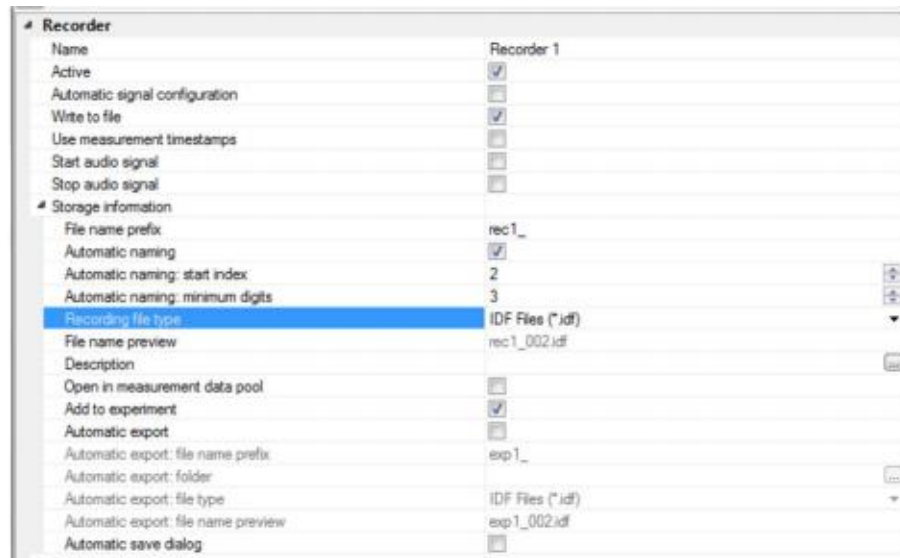 Recorder
Name Recorder 1
Active
Automatic signal configuration
Write to file
Use measurement timestamps
Start audio signal
Stop audio signal
Storage information
File name prefix rec1_
Automatic naming
Automatic naming: start index 2
Automatic naming: minimum digits 3
Recording file type IDF Files (*.idf)
File name preview rec1_002.idf
Description ...
Open in measurement data pool
Add to experiment
Automatic export
Automatic export: file name prefix exp1_
Automatic export: folder ...
Automatic export: file type IDF Files (*.idf)
Automatic export: file name preview exp1_002.idf
Automatic save dialog